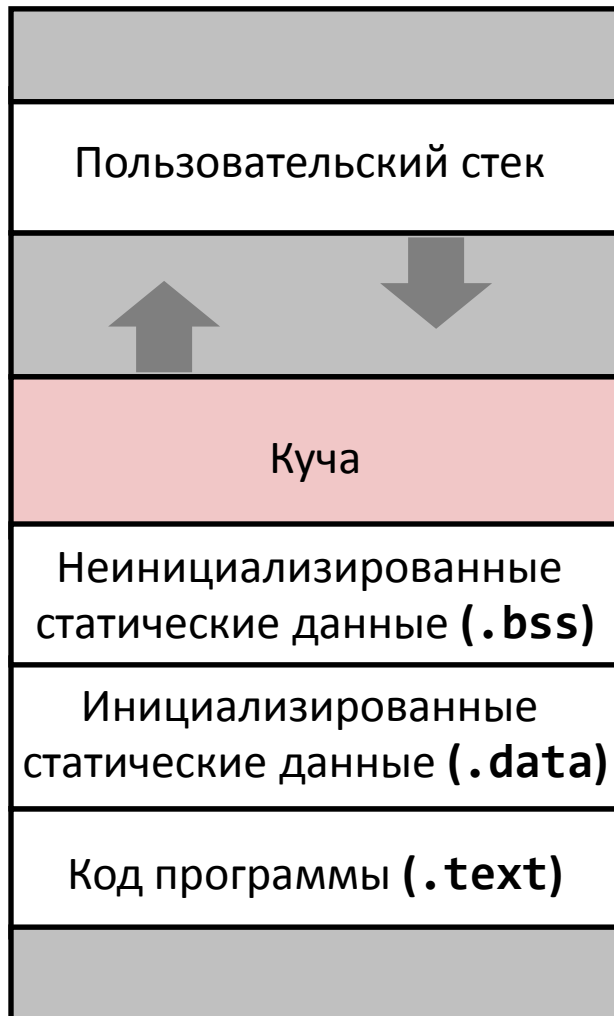 Пользовательский стек
Куча
Неинициализированные
статические данные (.bss)
Инициализированные
статические данные (.data)
Код программы (.text)